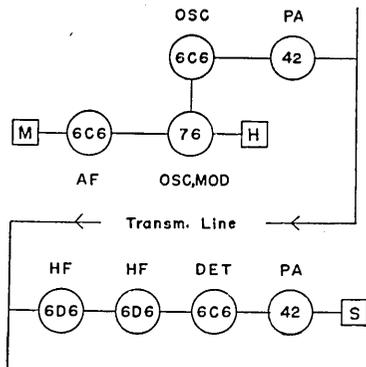 OSC PA
6C6 42
M 6C6 76 H
AF OSC,MOD
Transm. Line
HF HF DET PA
6D6 6D6 6C6 42 S